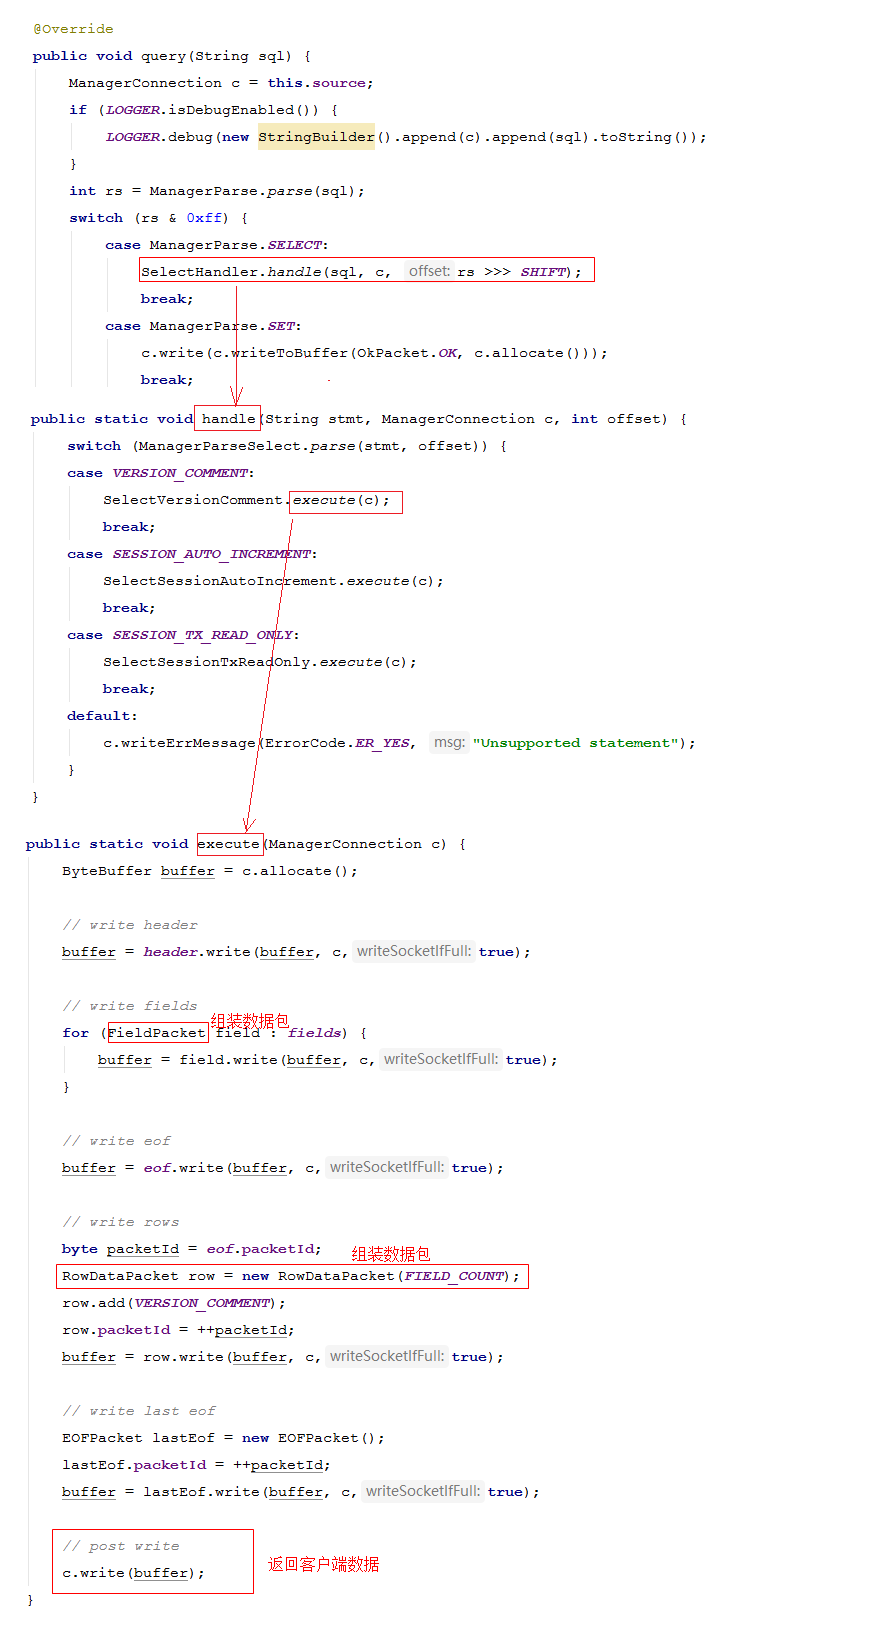 @Override
public void query(String sql) {
ManagerConnection c = this.source;
if (LOGGER.isDebugEnabled()) {
LOGGER.debug(new StringBuilder().append(c).append(sql).toString());
}
int rs = ManagerParse.parse(sql);
switch (rs & 0xff) {
case ManagerParse.SELECT:
SelectHandler.handle(sql, c, offset: rs >>> SHIFT);
break;
case ManagerParse.SET:
c.write(c.writeToBuffer(OkPacket.OK, c.allocate()));
break;
public static void handle(String stmt, ManagerConnection c, int offset) {
switch (ManagerParseSelect.parse(stmt, offset)) {
case VERSION_COMMENT:
SelectVersionComment.execute(c);
break;
case SESSION_AUTO_INCREMENT:
SelectSessionAutoIncrement.execute(c);
break;
case SESSION_TX_READ_ONLY:
SelectSessionTxReadOnly.execute(c);
break;
default:
c.writeErrMessage(ErrorCode.ER_YES, msg: "Unsupported statement");
}
}
public static void execute(ManagerConnection c) {
ByteBuffer buffer = c.allocate();
// write header
buffer = header.write(buffer, c, writeSocketIfFull: true);
// write fields
组装数据包
for (FieldPacket field : fields) {
buffer = field.write(buffer, c, writeSocketIfFull: true);
}
// write eof
buffer = eof.write(buffer, c, writeSocketIfFull: true);
// write rows
byte packetId = eof.packetId; 组装数据包
RowDataPacket row = new RowDataPacket(FIELD_COUNT);
row.add(VERSION_COMMENT);
row.packetId = ++packetId;
buffer = row.write(buffer, c, writeSocketIfFull: true);
// write last eof
EOFPacket lastEof = new EOFPacket();
lastEof.packetId = ++packetId;
buffer = lastEof.write(buffer, c, writeSocketIfFull: true);
// post write
c.write(buffer); 返回客户端数据
}